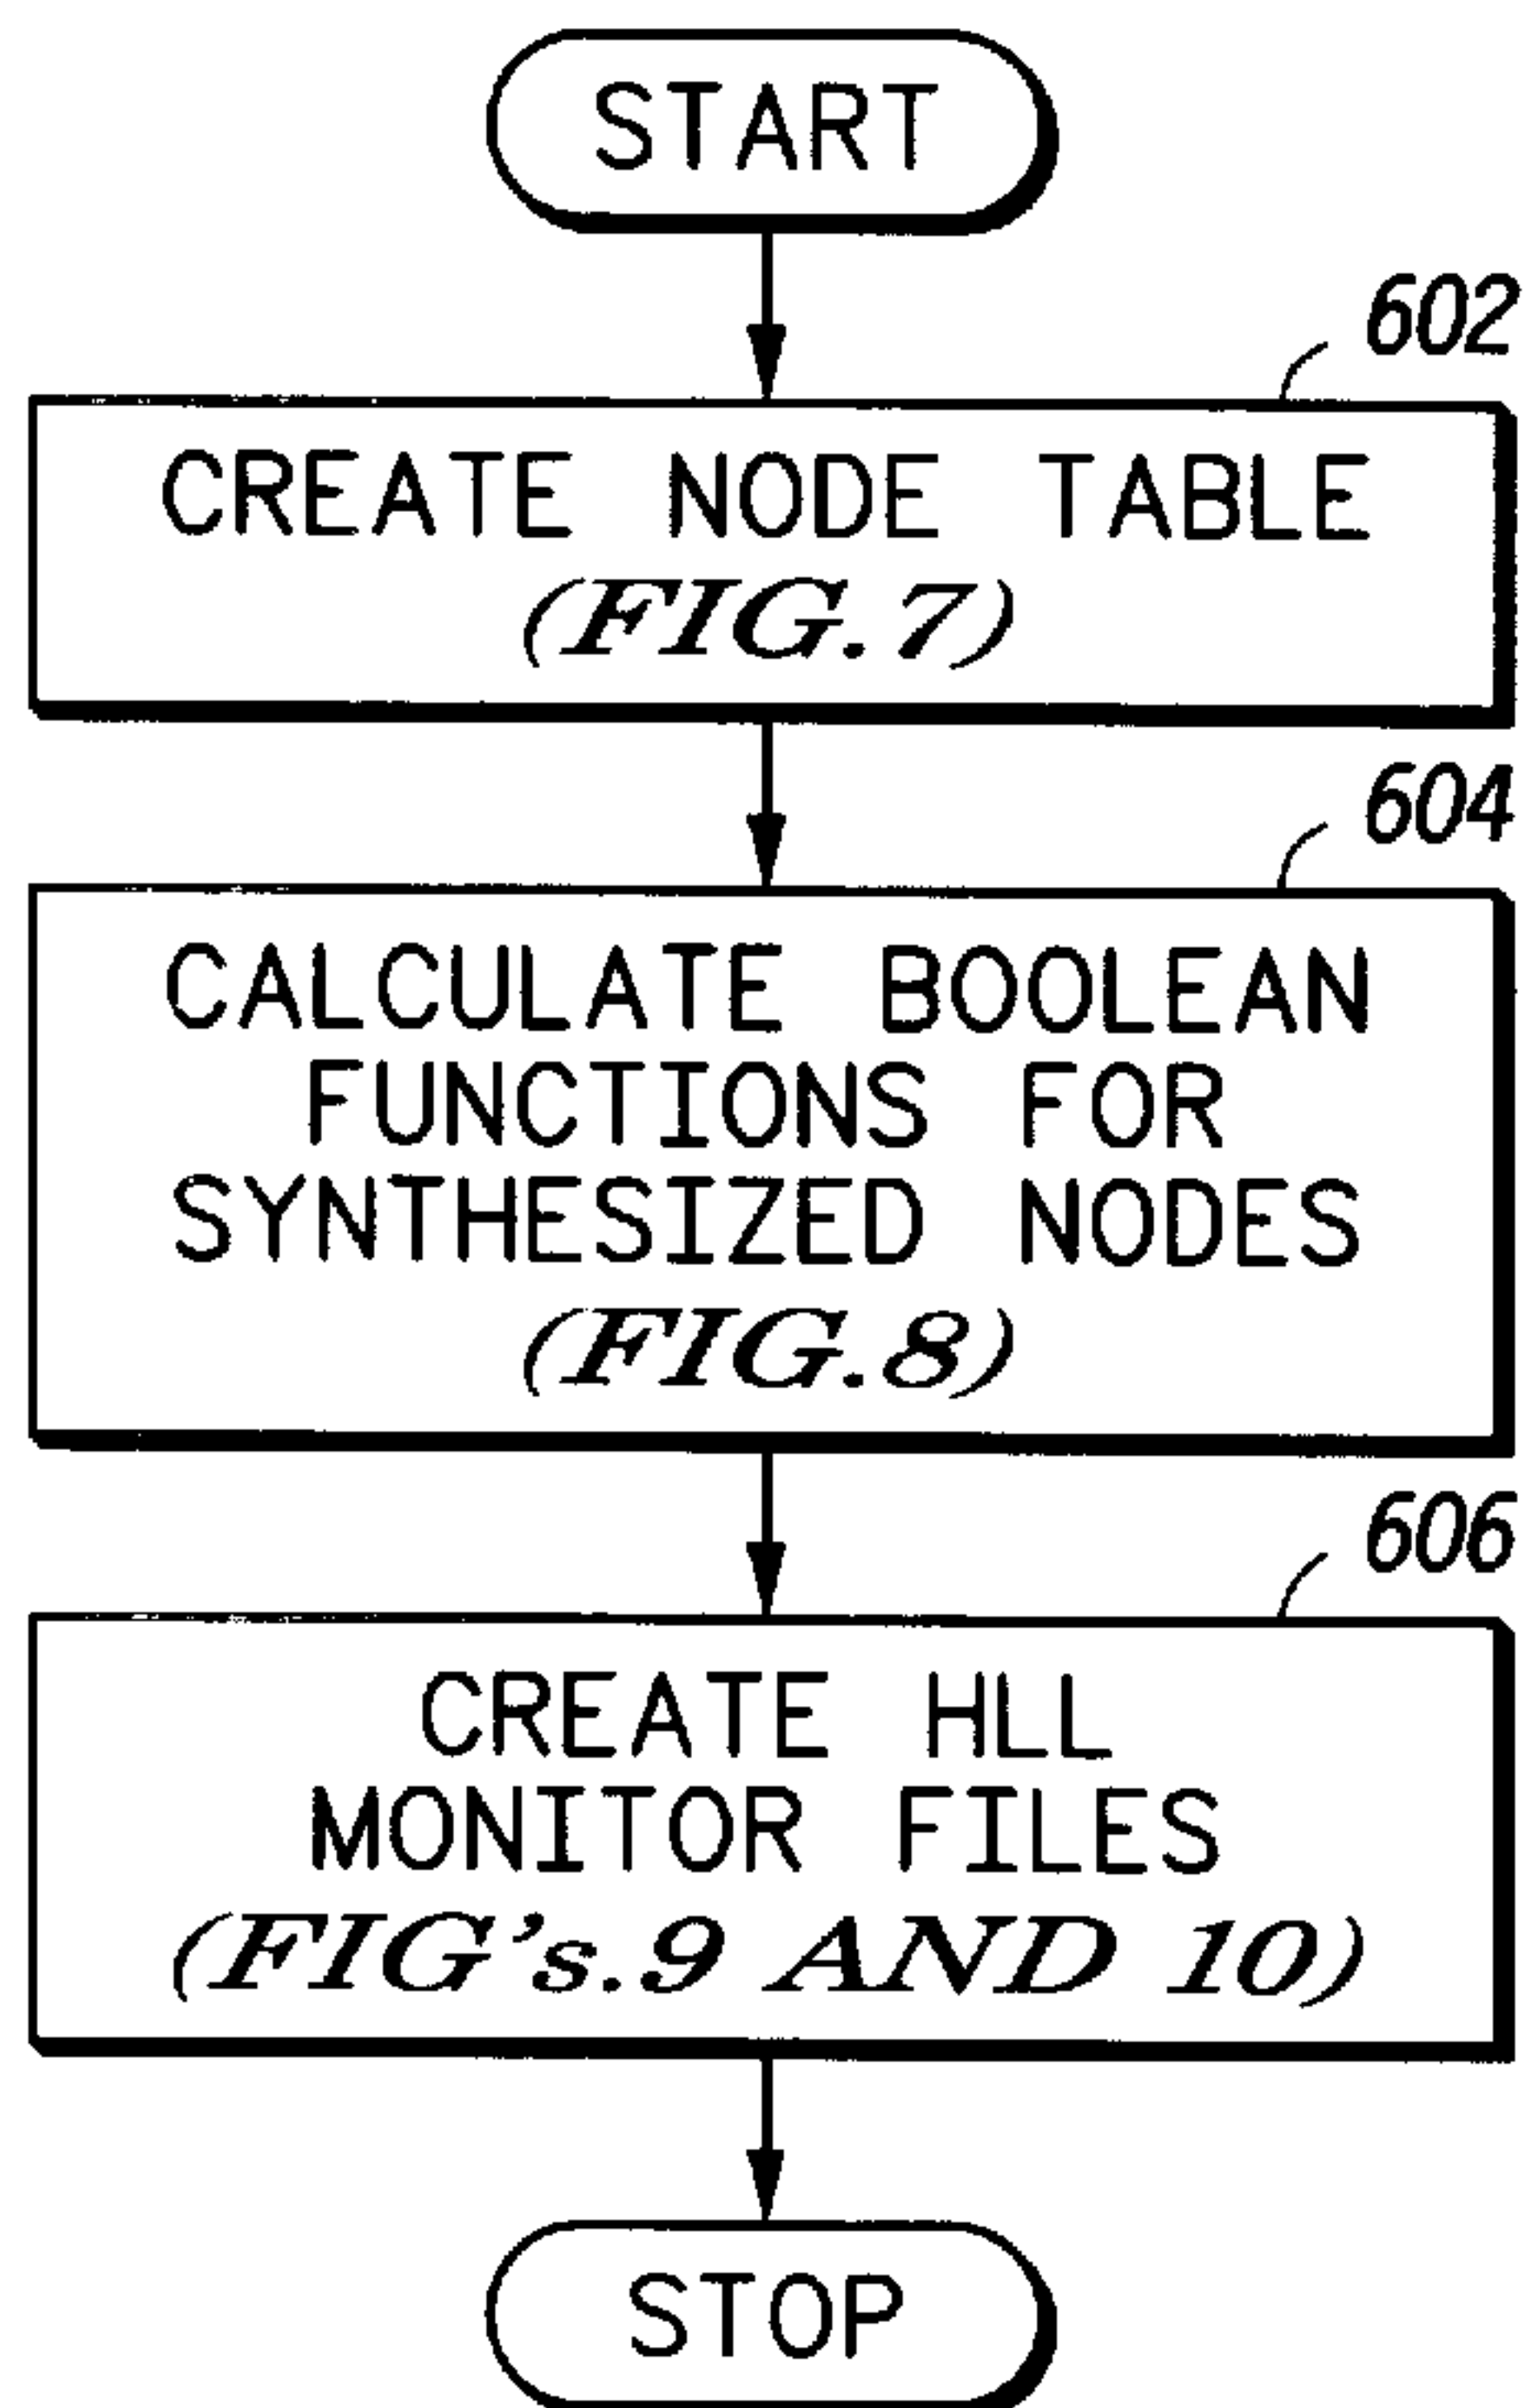 START
602
CREATE NODE TABLE
(FIG.7)
604
CALCULATE BOOLEAN
FUNCTIONS FOR
SYNTHESIZED NODES
(FIG.8)
606
CREATE HLL
MONITOR FILES
(FIG's.9 AND 10)
STOP